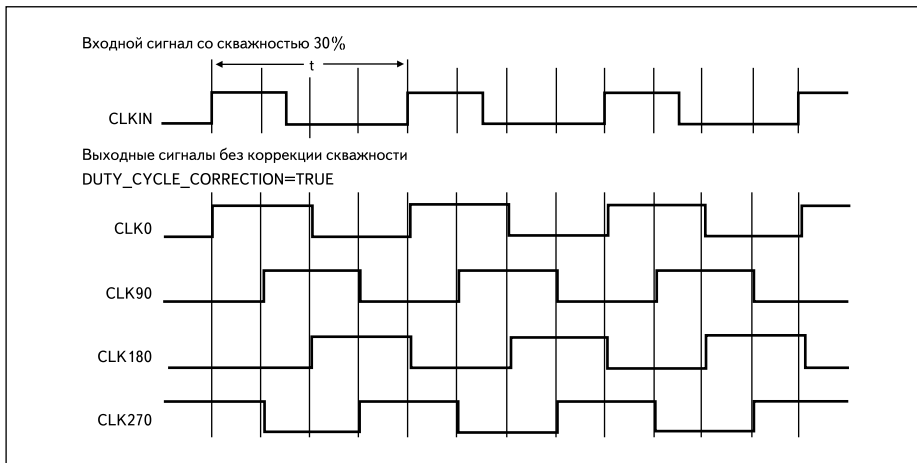 Входной сигнал со скважностью 30%
t
CLKIN
Выходные сигналы без коррекции скважности
DUTY_CYCLE_CORRECTION=TRUE
CLK0
CLK90
CLK180
CLK270